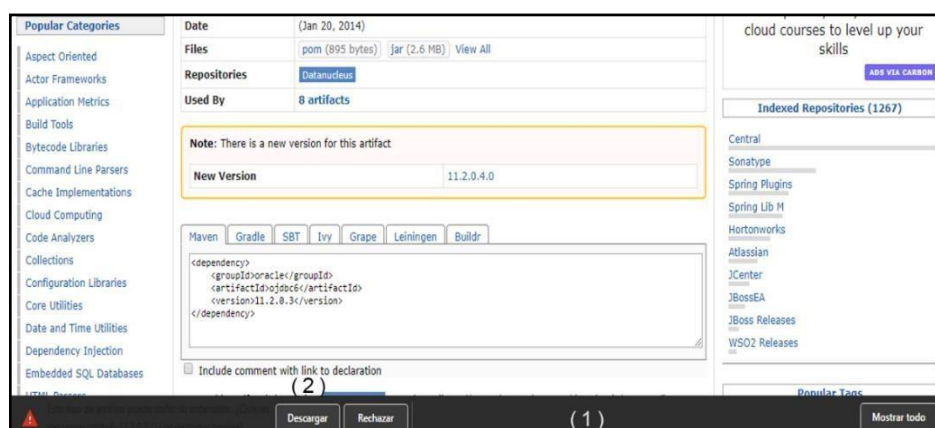 Popular Categories
Aspect Oriented
Actor Frameworks
Application Metrics
Build Tools
Bytecode Libraries
Command Line Parsers
Cache Implementations
Cloud Computing
Code Analyzers
Collections
Configuration Libraries
Core Utilities
Date and Time Utilities
Dependency Injection
Embedded SQL Databases
Date (Jan 20, 2014)
Files pom (895 bytes) jar (2.6 MB) View All
Repositories Datanucleus
Used By 8 artifacts
Note: There is a new version for this artifact
New Version 11.2.0.4.0
Maven Gradle SBT Ivy Grape Leiningen Buildr
<dependency>
<groupId>oracle</groupId>
<artifactId>ojdbc6</artifactId>
<version>11.2.0.3</version>
</dependency>
Include comment with link to declaration
cloud courses to level up your
skills
ADS VIA CARBON
Indexed Repositories (1267)
Central
Sonatype
Spring Plugins
Spring Lib M
Hortonworks
Atlassian
JCenter
JBossEA
JBoss Releases
WSO2 Releases
Popular Tags
(2)
Descargar Rechazar (1) Mostrar todo